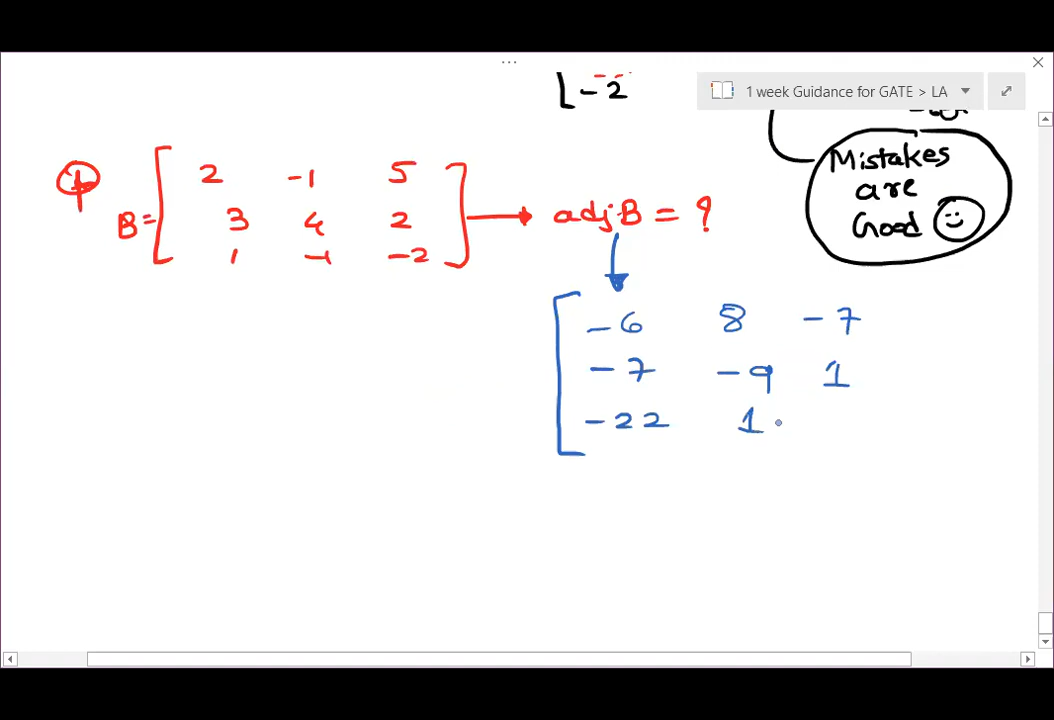 [-2
1 week Guidance for GATE > LA
Mistakes
are
Good
B= [ 2 -1 5
3 4 2
1 -1 -2 ] → adj.B = ?
[ -6 8 -7
-7 -9 1
-22 1